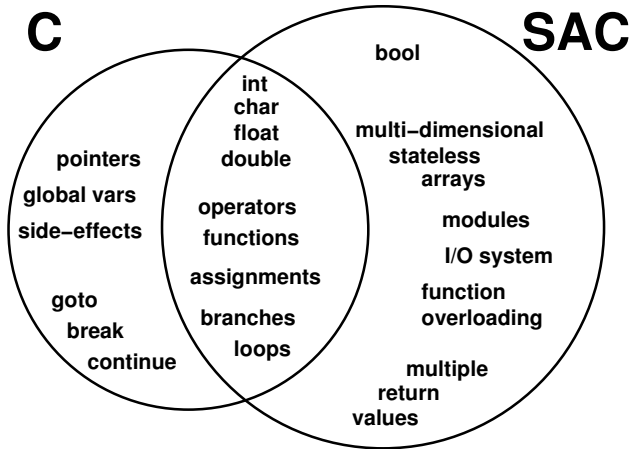 C
SAC
pointers
global vars
side-effects
goto
break
continue
int
char
float
double
operators
functions
assignments
branches
loops
bool
multi-dimensional
stateless
arrays
modules
I/O system
function
overloading
multiple
return
values